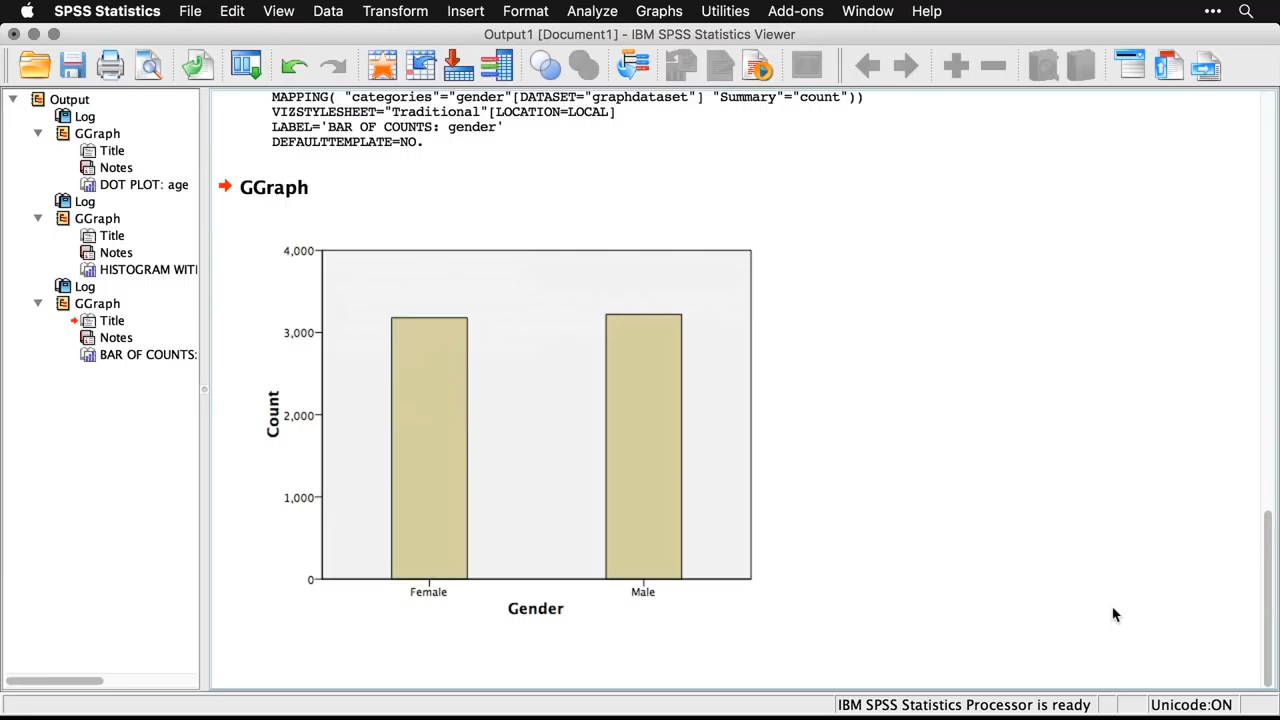 SPSS Statistics File Edit View Data Transform Insert Format Analyze Graphs Utilities Add-ons Window Help
Output1 [Document1] - IBM SPSS Statistics Viewer
Output
Log
GGraph
Title
Notes
DOT PLOT: age
Log
GGraph
Title
Notes
HISTOGRAM WITH
Log
GGraph
Title
Notes
BAR OF COUNTS:
MAPPING( "categories"="gender"[DATASET="graphdataset"] "Summary"="count"))
VIZSTYLESHEET="Traditional"[LOCATION=LOCAL]
LABEL='BAR OF COUNTS: gender'
DEFAULTTEMPLATE=NO.
GGraph
4,000
3,000
2,000
1,000
0
Count
Female Male
Gender
IBM SPSS Statistics Processor is ready Unicode:ON